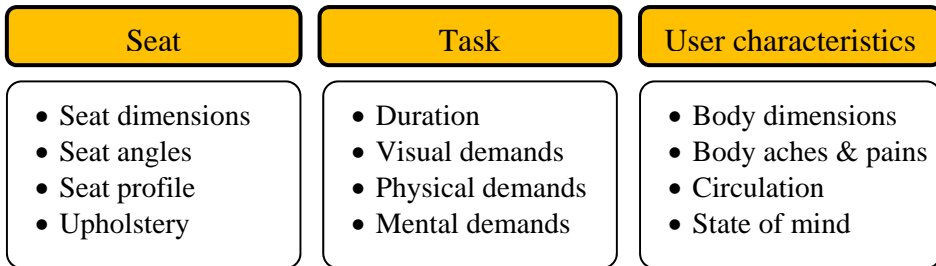 Seat
• Seat dimensions
• Seat angles
• Seat profile
• Upholstery
Task
• Duration
• Visual demands
• Physical demands
• Mental demands
User characteristics
• Body dimensions
• Body aches & pains
• Circulation
• State of mind